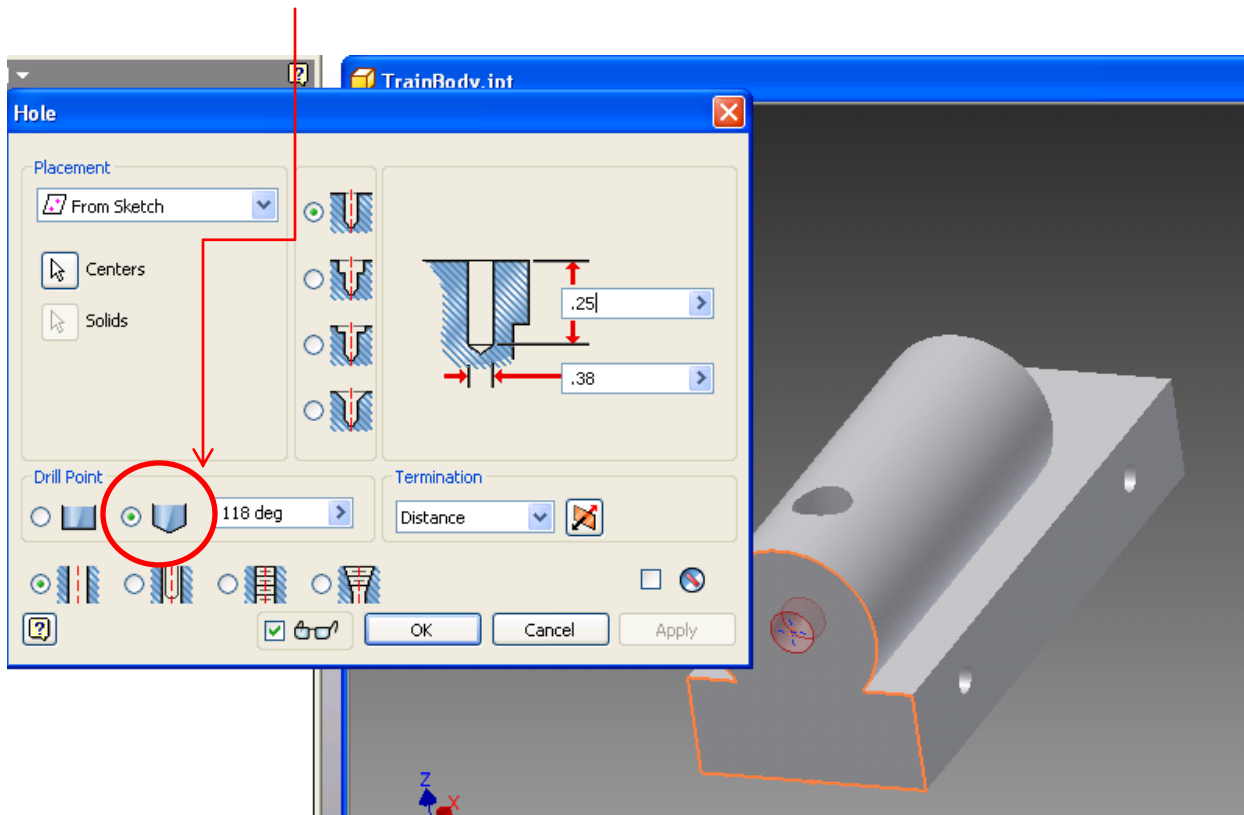 TrainBody.ipt
Hole
Placement
From Sketch
Centers
Solids
.25
.38
Drill Point
118 deg
Termination
Distance
OK
Cancel
Apply
Z
X